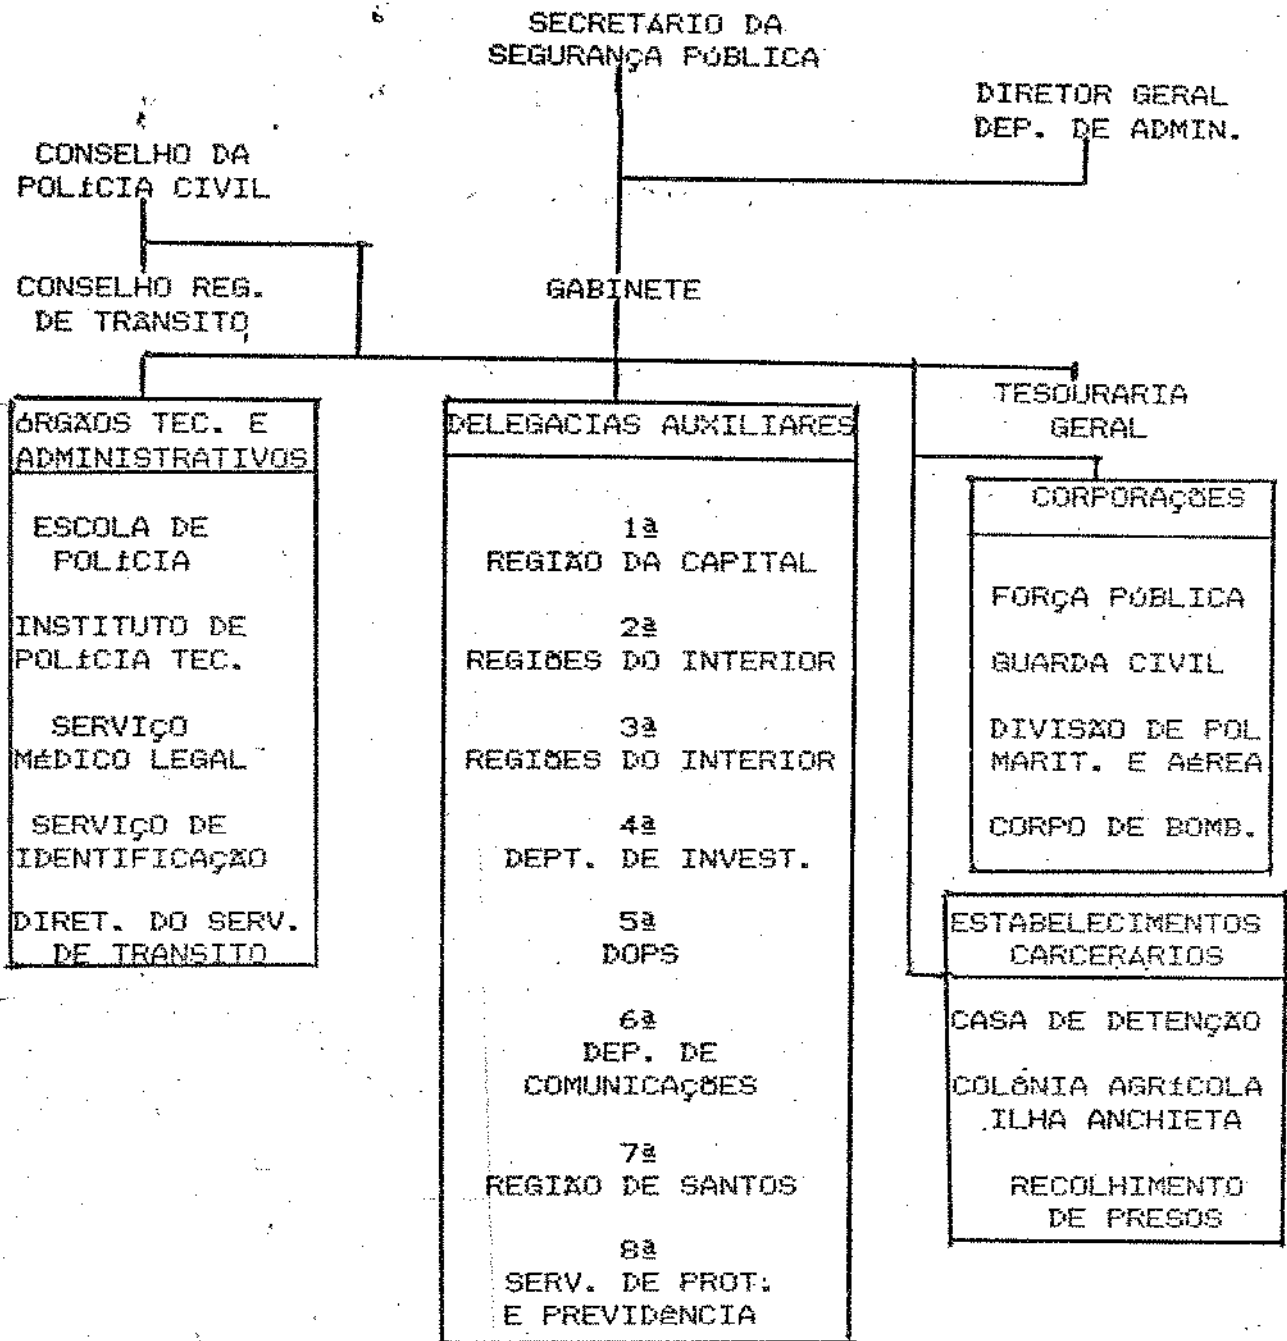 SECRETÁRIO DA
SEGURANÇA PÚBLICA
DIRETOR GERAL
DEP. DE ADMIN.
CONSELHO DA
POLÍCIA CIVIL
CONSELHO REG.
DE TRÂNSITO
GABINETE
TESOURARIA
GERAL
ÓRGÃOS TEC. E
ADMINISTRATIVOS
ESCOLA DE
POLÍCIA
INSTITUTO DE
POLÍCIA TEC.
SERVIÇO
MÉDICO LEGAL
SERVIÇO DE
IDENTIFICAÇÃO
DIRET. DO SERV.
DE TRANSITO
DELEGACIAS AUXILIARES
1ª
REGIÃO DA CAPITAL
2ª
REGIÕES DO INTERIOR
3ª
REGIÕES DO INTERIOR
4ª
DEPT. DE INVEST.
5ª
DOPS
6ª
DEP. DE
COMUNICAÇÕES
7ª
REGIÃO DE SANTOS
8ª
SERV. DE PROT.
E PREVIDÊNCIA
CORPORAÇÕES
FORÇA PÚBLICA
GUARDA CIVIL
DIVISÃO DE POL
MARIT. E AÉREA
CORPO DE BOMB.
ESTABELECIMENTOS
CARCERÁRIOS
CASA DE DETENÇÃO
COLÔNIA AGRÍCOLA
ILHA ANCHIETA
RECOLHIMENTO
DE PRESOS